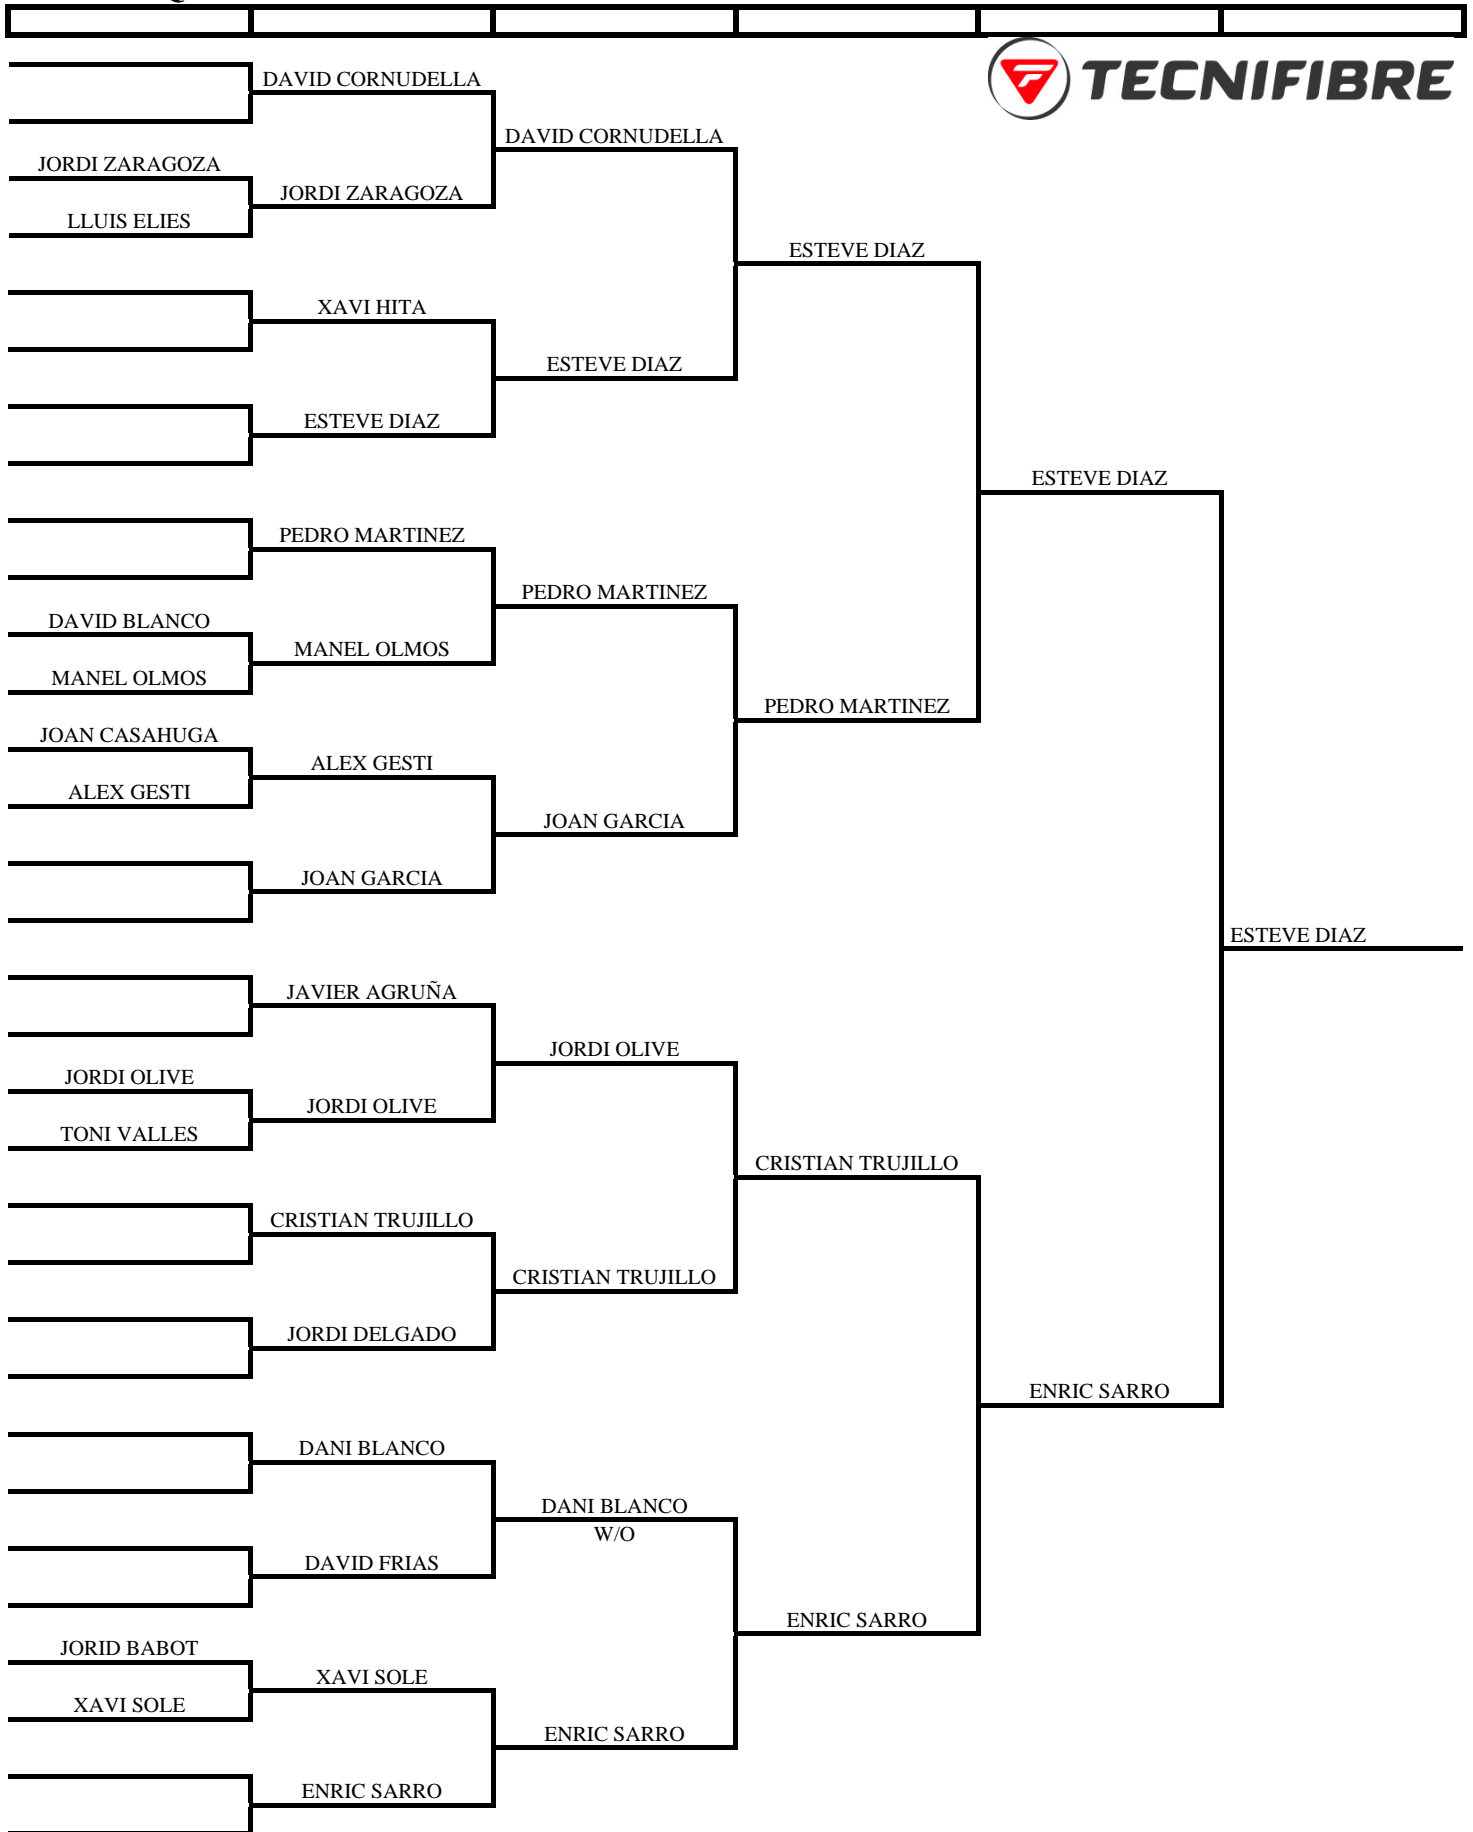 TECNIFIBRE
DAVID CORNUDELLA
DAVID CORNUDELLA
JORDI ZARAGOZA
JORDI ZARAGOZA
LLUIS ELIES
ESTEVE DIAZ
XAVI HITA
ESTEVE DIAZ
ESTEVE DIAZ
ESTEVE DIAZ
PEDRO MARTINEZ
PEDRO MARTINEZ
DAVID BLANCO
MANEL OLMOS
MANEL OLMOS
PEDRO MARTINEZ
JOAN CASAHUGA
ALEX GESTI
ALEX GESTI
JOAN GARCIA
JOAN GARCIA
ESTEVE DIAZ
JAVIER AGRUÑA
JORDI OLIVE
JORDI OLIVE
JORDI OLIVE
TONI VALLES
CRISTIAN TRUJILLO
CRISTIAN TRUJILLO
CRISTIAN TRUJILLO
JORDI DELGADO
ENRIC SARRO
DANI BLANCO
DANI BLANCO
W/O
DAVID FRIAS
ENRIC SARRO
JORID BABOT
XAVI SOLE
XAVI SOLE
ENRIC SARRO
ENRIC SARRO